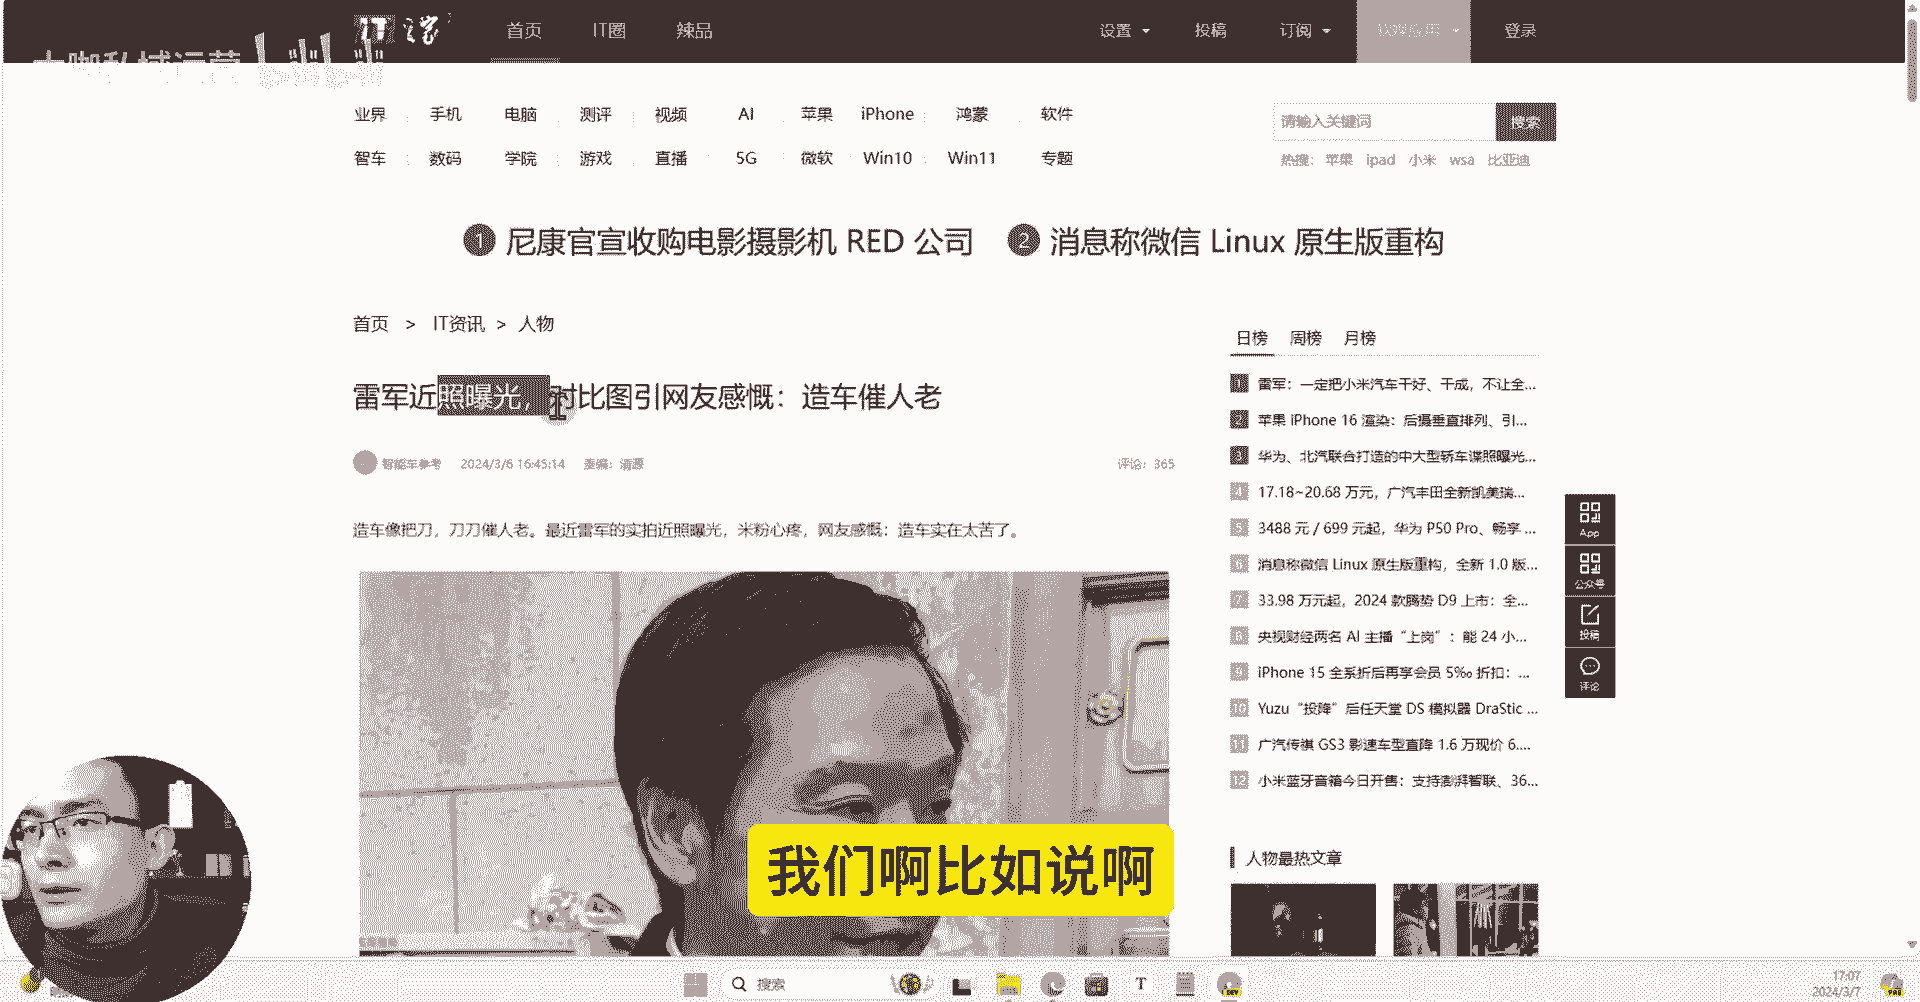 IT之家 首页 IT圈 辣品 设置 投稿 订阅 软媒应用 登录
大咖私域运营 bilibili
业界 手机 电脑 测评 视频 AI 苹果 iPhone 鸿蒙 软件
请输入关键词 搜索
智车 数码 学院 游戏 直播 5G 微软 Win10 Win11 专题
热搜： 苹果 ipad 小米 wsa 比亚迪
1 尼康官宣收购电影摄影机 RED 公司 2 消息称微信 Linux 原生版重构
首页 > IT资讯 > 人物
雷军近照曝光，对比图引网友感慨：造车催人老
智能车参考 2024/3/6 16:45:14 责编：清源 评论：365
造车像把刀，刀刀催人老。最近雷军的实拍近照曝光，米粉心疼，网友感慨：造车实在太苦了。
日榜 周榜 月榜
1 雷军：一定把小米汽车干好、干成，不让全...
2 苹果 iPhone 16 渲染：后摄垂直排列、引...
3 华为、北汽联合打造的中大型轿车谍照曝光...
4 17.18~20.68 万元，广汽丰田全新凯美瑞...
5 3488 元 / 699 元起，华为 P50 Pro、畅享 ...
6 消息称微信 Linux 原生版重构，全新 1.0 版...
7 33.98 万元起，2024 款腾势 D9 上市：全...
8 央视财经两名 AI 主播“上岗”：能 24 小...
9 iPhone 15 全系折后再享会员 5‰ 折扣：...
10 Yuzu“投降”后任天堂 DS 模拟器 DraStic ...
11 广汽传祺 GS3 影速车型直降 1.6 万现价 6....
12 小米蓝牙音箱今日开售：支持澎湃智联、36...
App
公众号
投稿
评论
人物最热文章
我们啊比如说啊
搜索
T
DEV
17:07
2024/3/7